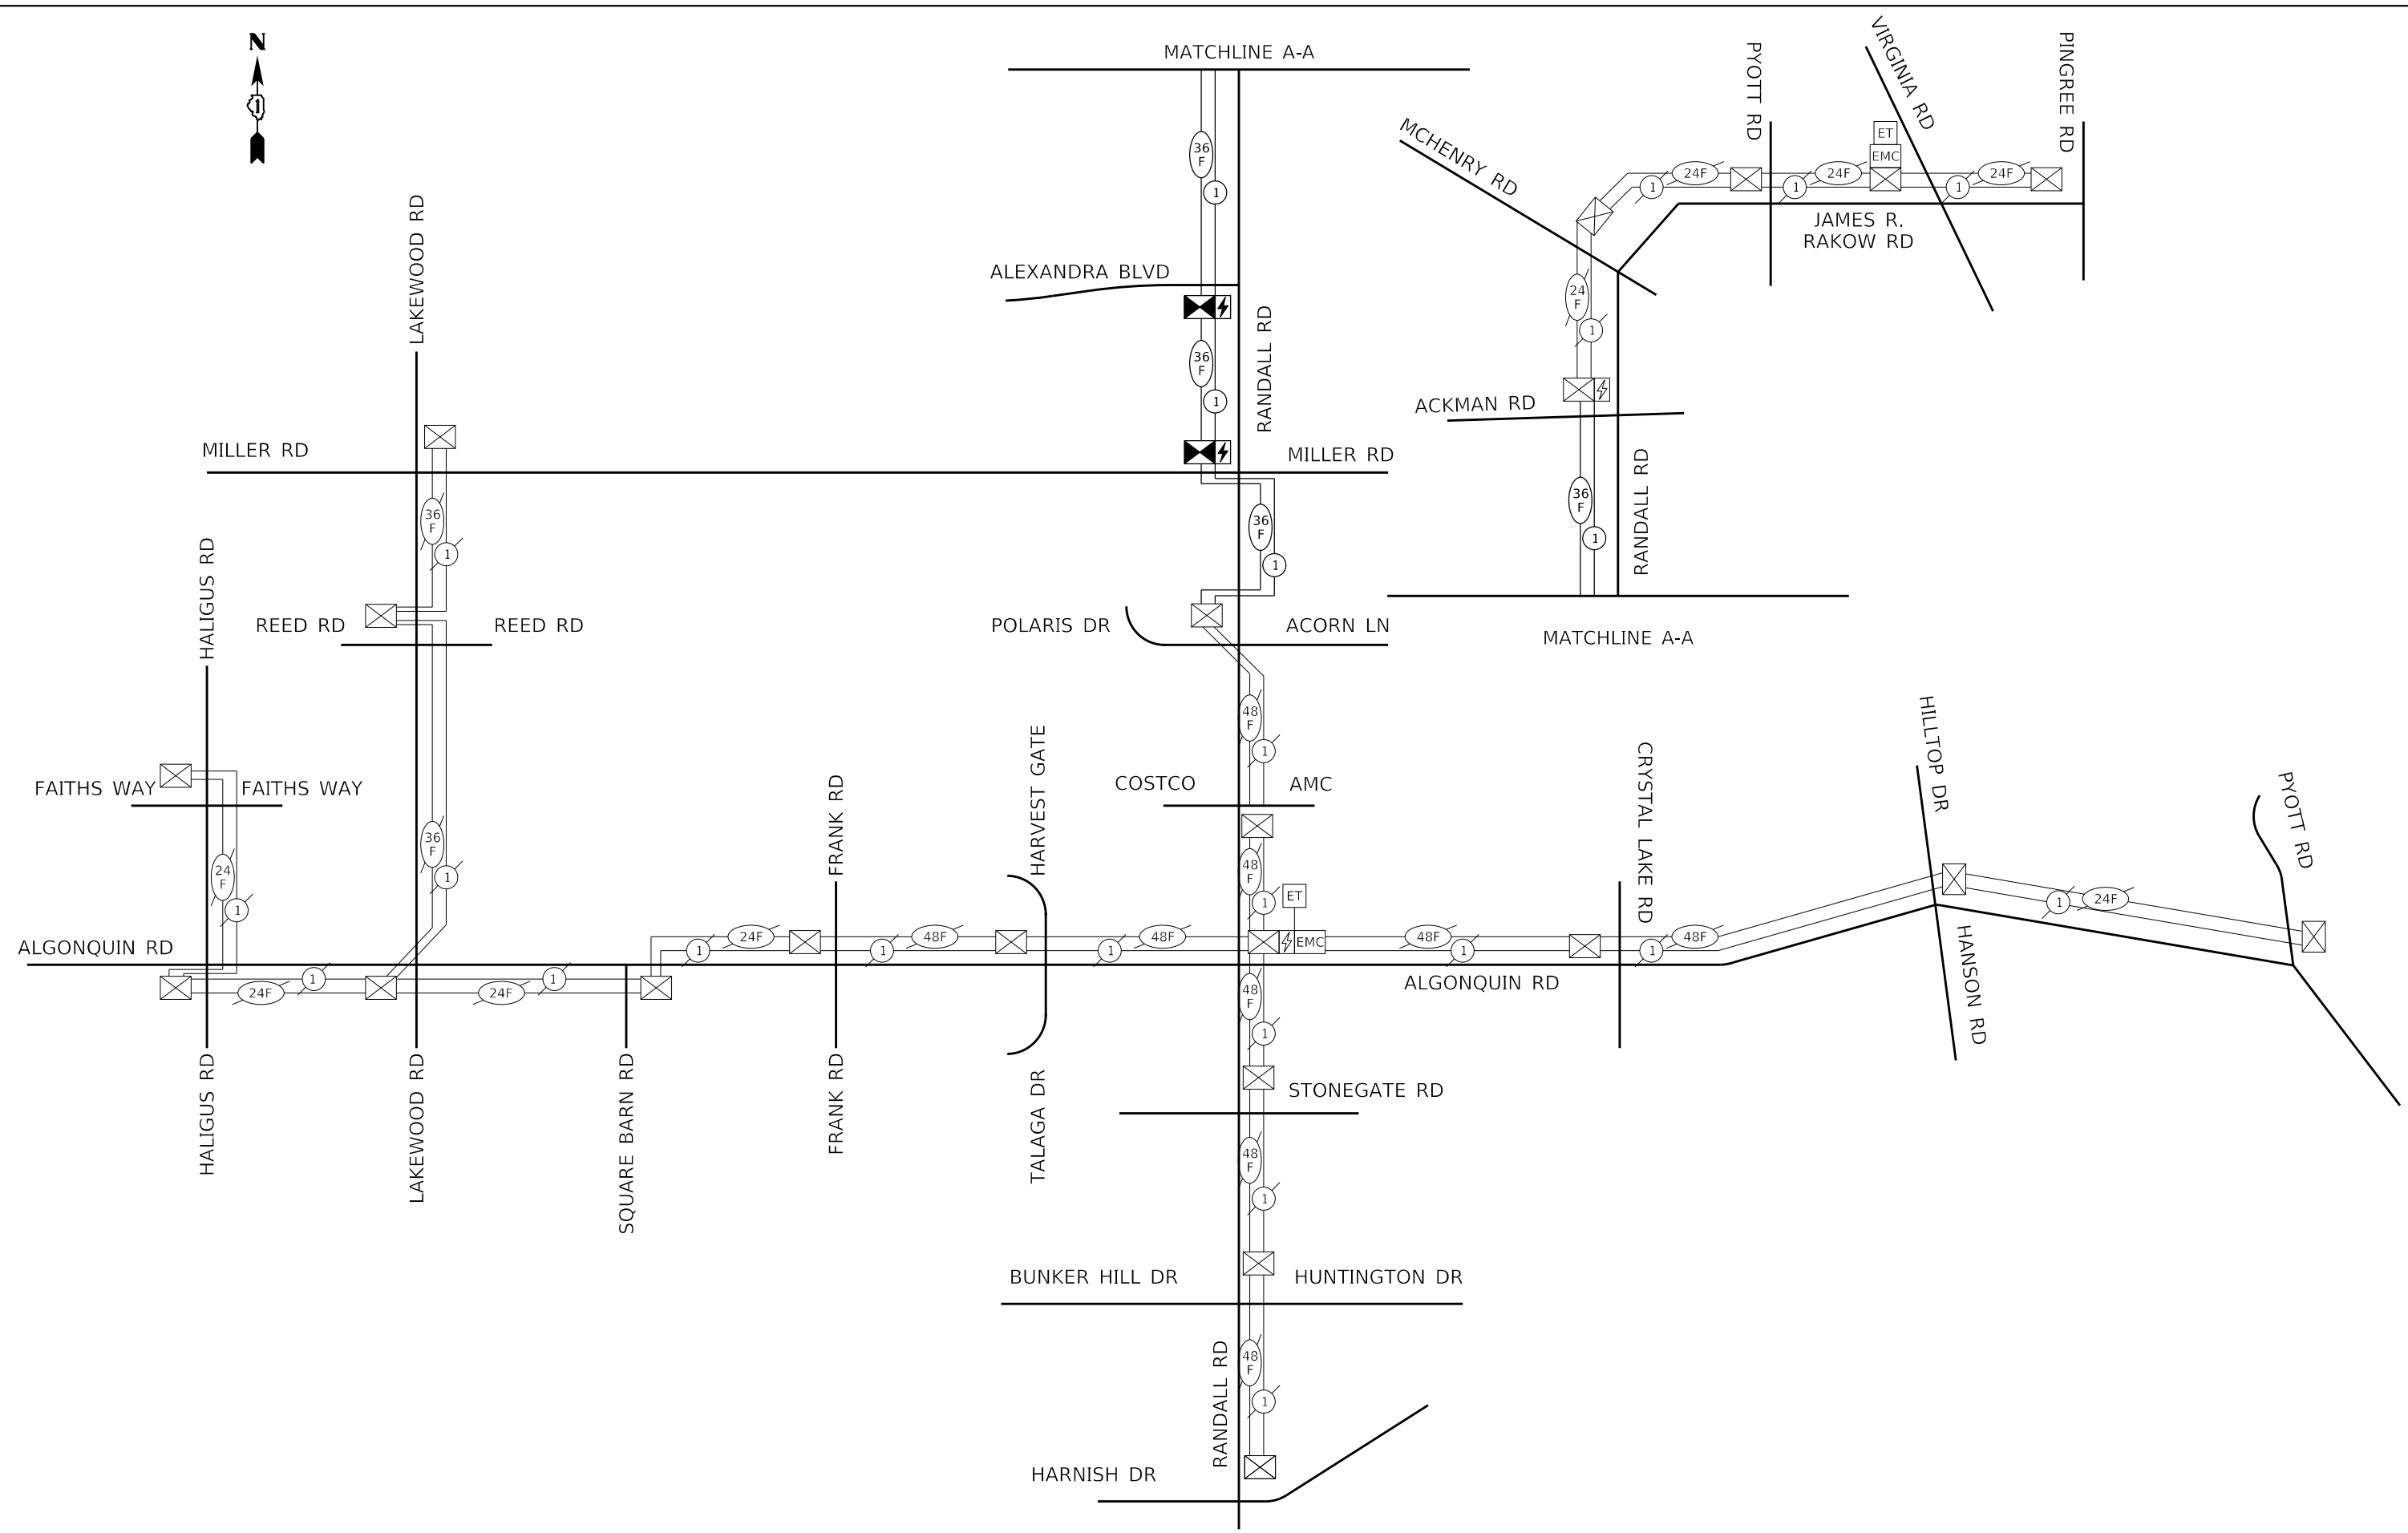 N
1
MATCHLINE A-A
36
F
1
ALEXANDRA BLVD
36
F
1
RANDALL RD
MCHENRY RD
PYOTT RD
VIRGINIA RD
PINGREE RD
ET
EMC
24F
24F
24F
1
1
1
JAMES R.
RAKOW RD
24
F
1
ACKMAN RD
36
F
1
RANDALL RD
MATCHLINE A-A
LAKEWOOD RD
MILLER RD
MILLER RD
36
F
1
36
F
1
HALIGUS RD
REED RD
REED RD
POLARIS DR
ACORN LN
48
F
1
FAITHS WAY
FAITHS WAY
COSTCO
AMC
24
F
1
36
F
1
FRANK RD
HARVEST GATE
48
F
1
ET
EMC
CRYSTAL LAKE RD
HILLTOP DR
PYOTT RD
ALGONQUIN RD
24F
1
48F
1
48F
1
48F
1
48F
1
24F
1
24F
1
24F
1
ALGONQUIN RD
HANSON RD
48
F
1
HALIGUS RD
LAKEWOOD RD
SQUARE BARN RD
FRANK RD
TALAGA DR
STONEGATE RD
48
F
1
BUNKER HILL DR
HUNTINGTON DR
48
F
1
RANDALL RD
HARNISH DR